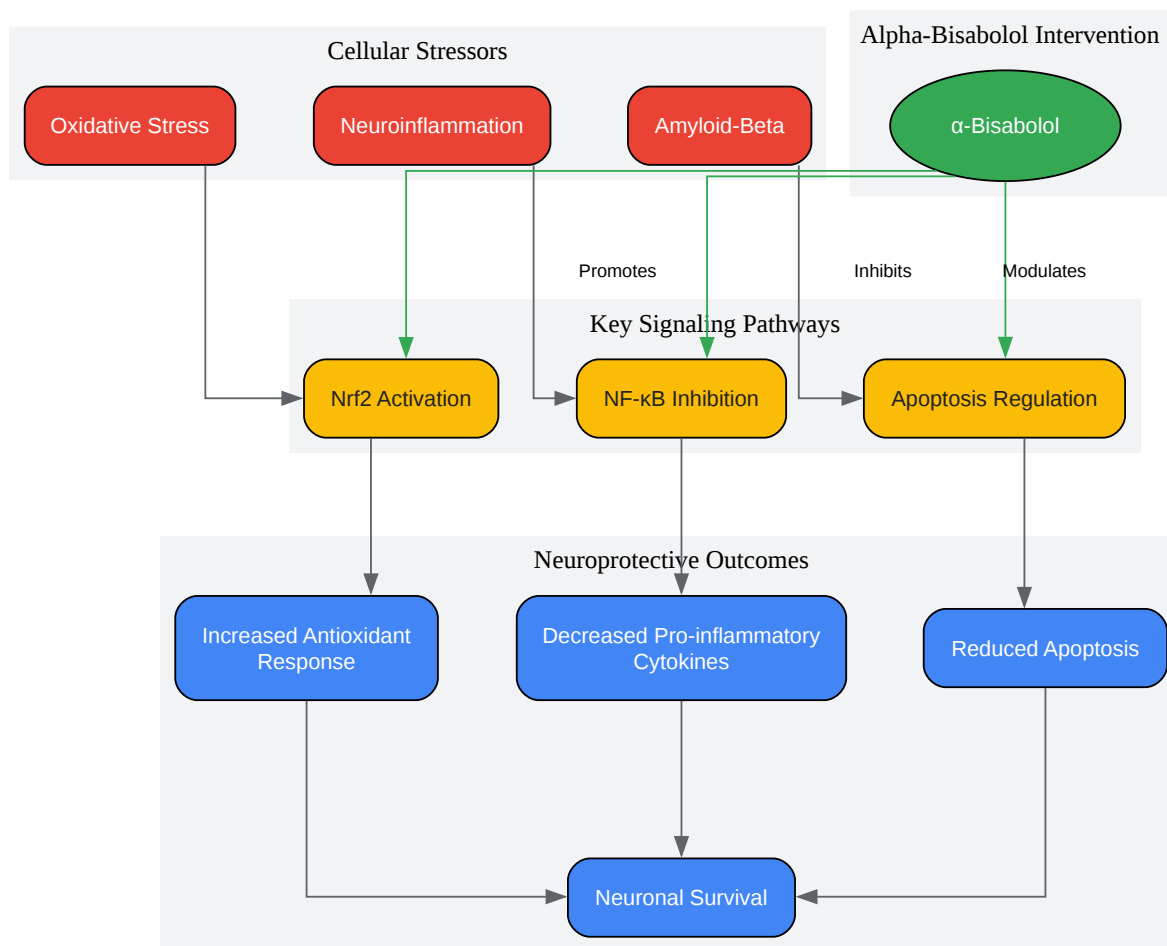 Cellular Stressors
Alpha-Bisabolol Intervention
Oxidative Stress
Neuroinflammation
Amyloid-Beta
α-Bisabolol
Promotes
Inhibits
Modulates
Key Signaling Pathways
Nrf2 Activation
NF-κB Inhibition
Apoptosis Regulation
Neuroprotective Outcomes
Increased Antioxidant
Response
Decreased Pro-inflammatory
Cytokines
Reduced Apoptosis
Neuronal Survival